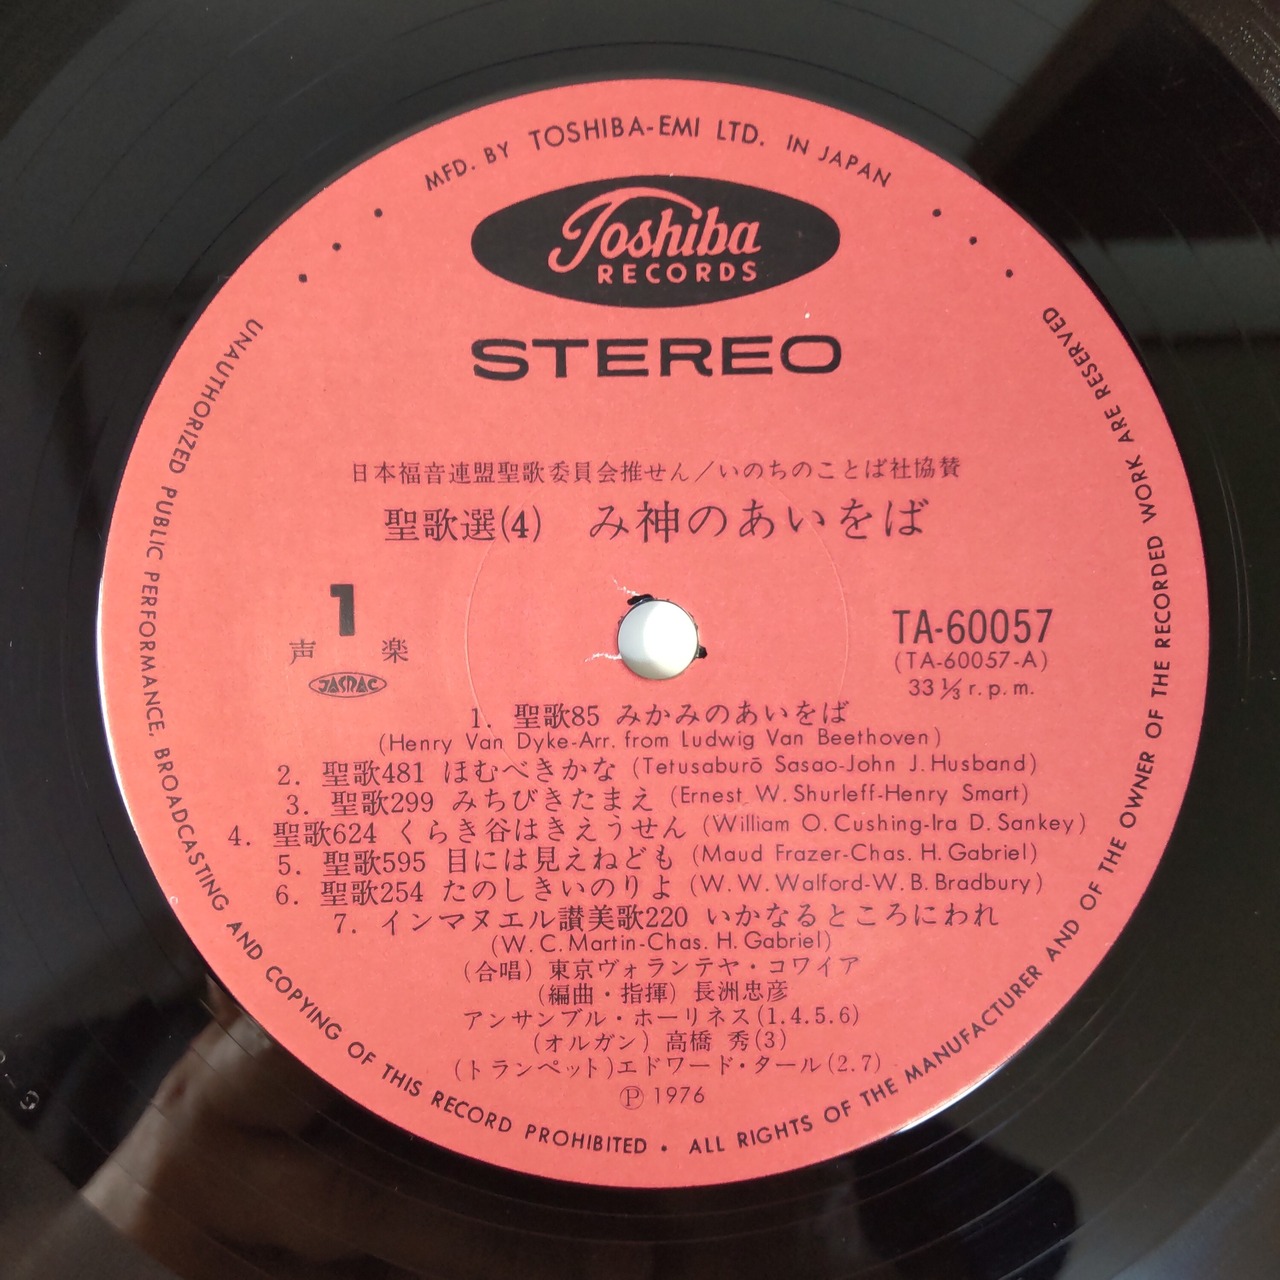 MFD. BY TOSHIBA-EMI LTD. IN JAPAN
Toshiba
RECORDS
STEREO
日本福音連盟聖歌委員会推せん／いのちのことば社協賛
聖歌選(4) み神のあいをば
1
声 楽
JASRAC
TA-60057
(TA-60057-A)
33⅓ r.p.m.
1. 聖歌85 みかみのあいをば
(Henry Van Dyke-Arr. from Ludwig Van Beethoven)
2. 聖歌481 ほむべきかな (Tetusaburō Sasao-John J. Husband)
3. 聖歌299 みちびきたまえ (Ernest W. Shurleff-Henry Smart)
4. 聖歌624 くらき谷はきえうせん (William O. Cushing-Ira D. Sankey)
5. 聖歌595 目には見えねども (Maud Frazer-Chas. H. Gabriel)
6. 聖歌254 たのしきいのりよ (W. W. Walford-W. B. Bradbury)
7. インマヌエル讃美歌220 いかなるところにわれ
(W. C. Martin-Chas. H. Gabriel)
(合唱) 東京ヴォランテヤ・コワイア
(編曲・指揮) 長洲忠彦
アンサンブル・ホーリネス(1.4.5.6)
(オルガン) 高橋 秀(3)
(トランペット)エドワード・タール(2.7)
Ⓟ 1976
UNAUTHORIZED PUBLIC PERFORMANCE, BROADCASTING AND COPYING OF THIS RECORD PROHIBITED • ALL RIGHTS OF THE MANUFACTURER AND OF THE OWNER OF THE RECORDED WORK ARE RESERVED